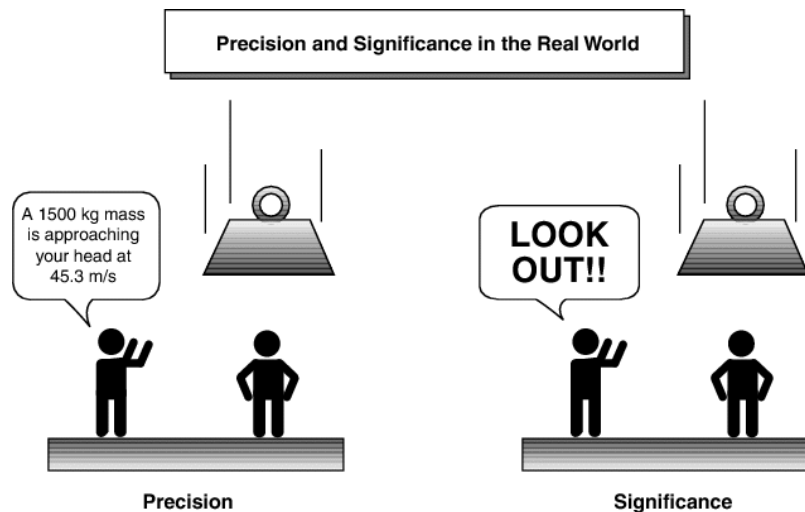 Precision and Significance in the Real World
A 1500 kg mass
is approaching
your head at
45.3 m/s
LOOK
OUT!!
Precision
Significance